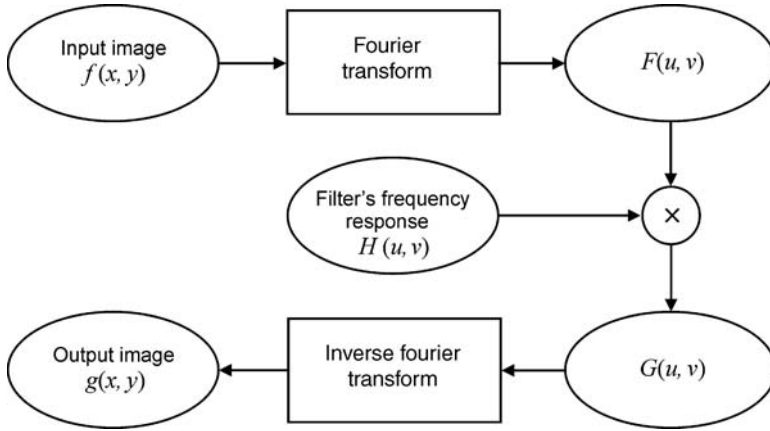 Input image
f(x, y)
Fourier
transform
F(u, v)
Filter's frequency
response
H (u, v)
×
Output image
g(x, y)
Inverse fourier
transform
G(u, v)